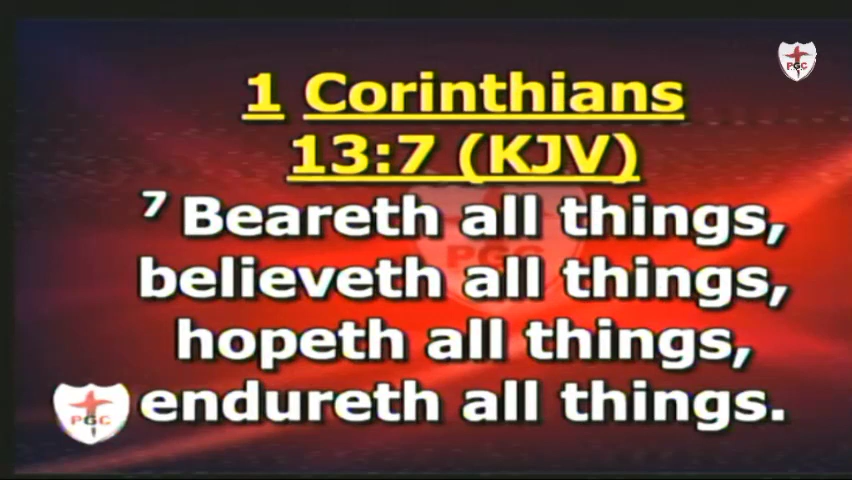 PGC
1 Corinthians
13:7 (KJV)
7 Beareth all things,
PGC
believeth all things,
hopeth all things,
endureth all things.
PGC